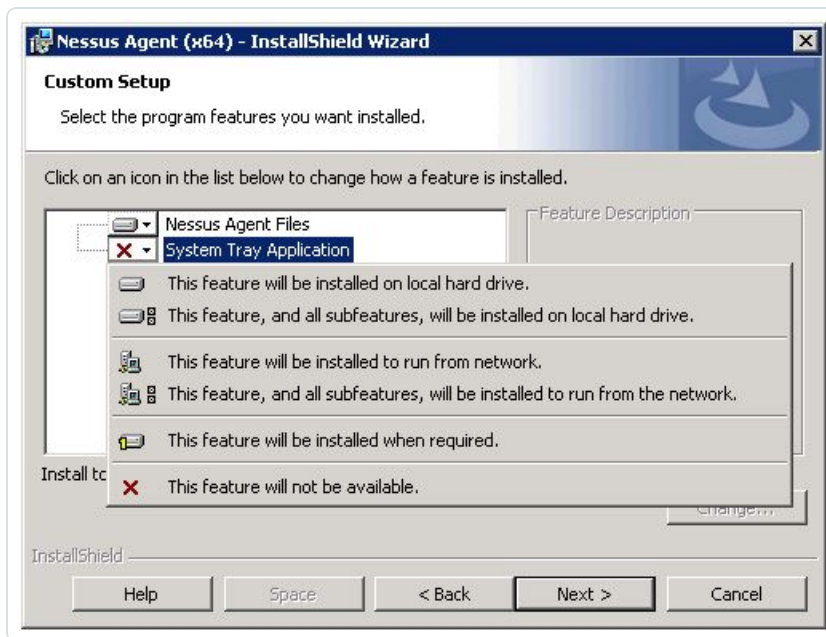 Nessus Agent (x64) - InstallShield Wizard
Custom Setup
Select the program features you want installed.
Click on an icon in the list below to change how a feature is installed.
Nessus Agent Files
Feature Description
System Tray Application
This feature will be installed on local hard drive.
This feature, and all subfeatures, will be installed on local hard drive.
This feature will be installed to run from network.
This feature, and all subfeatures, will be installed to run from the network.
This feature will be installed when required.
This feature will not be available.
Install to
Change...
InstallShield
Help Space < Back Next > Cancel